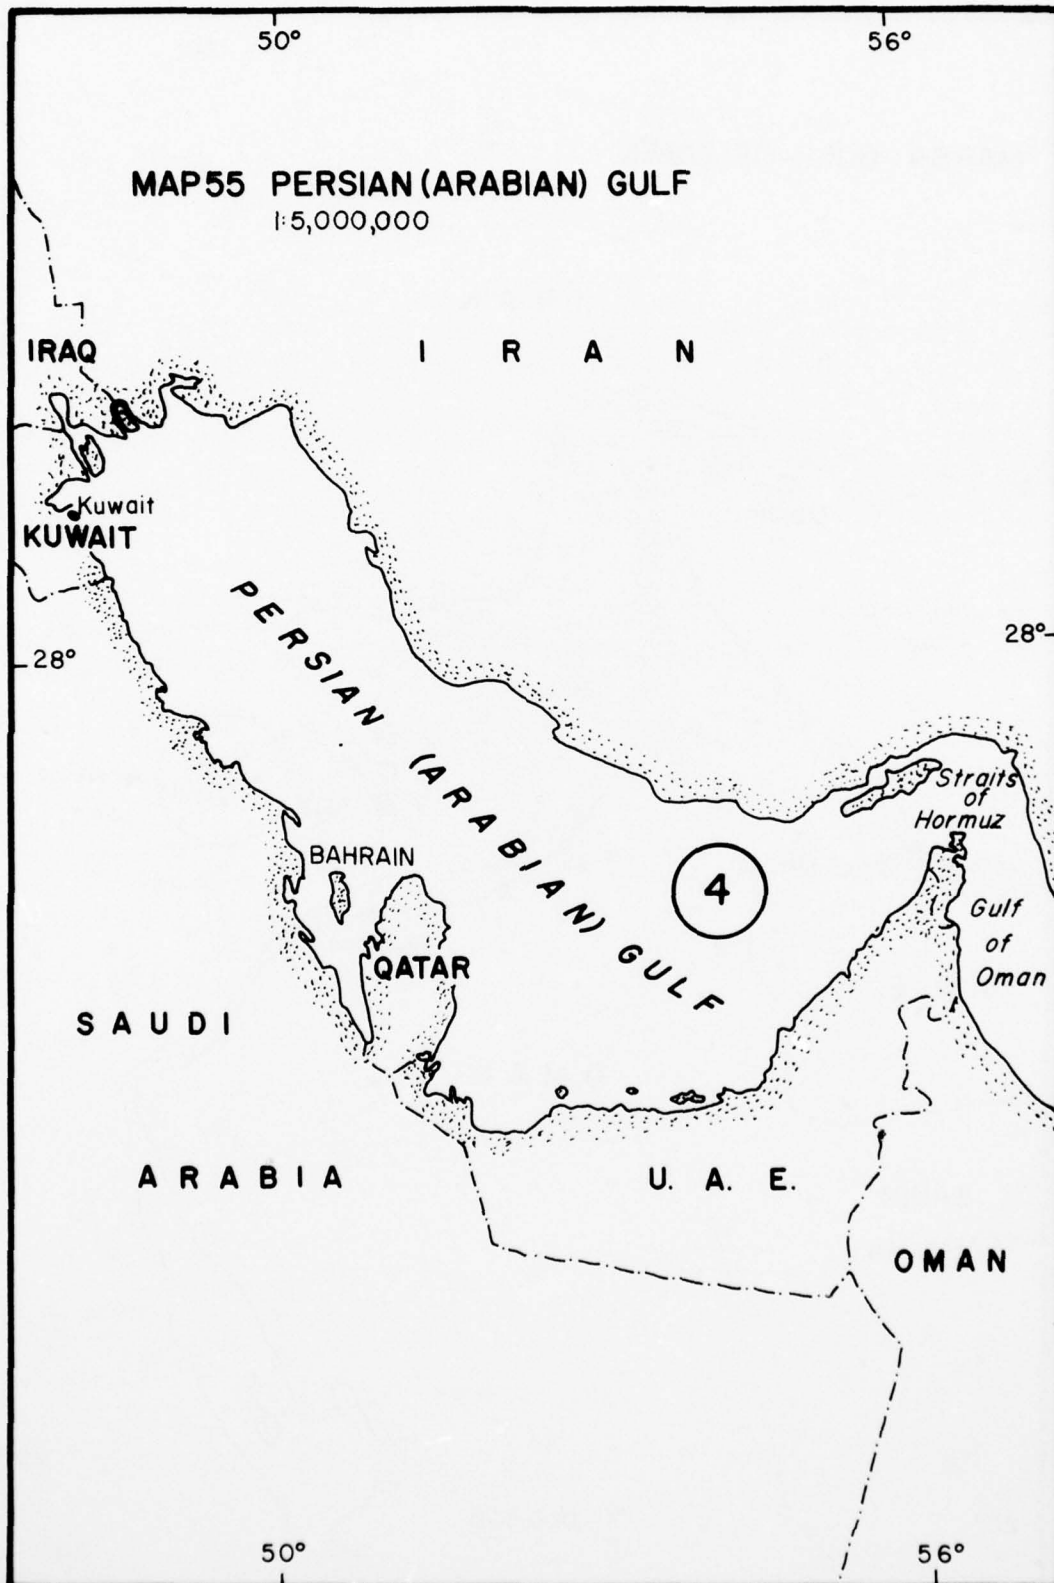 50° 56°
MAP 55 PERSIAN (ARABIAN) GULF
1:5,000,000
IRAQ
IRAN
Kuwait
KUWAIT
PERSIAN (ARABIAN) GULF
28°
28°
Straits
of
Hormuz
BAHRAIN
4
Gulf
of
Oman
QATAR
SAUDI
ARABIA
U. A. E.
OMAN
50° 56°